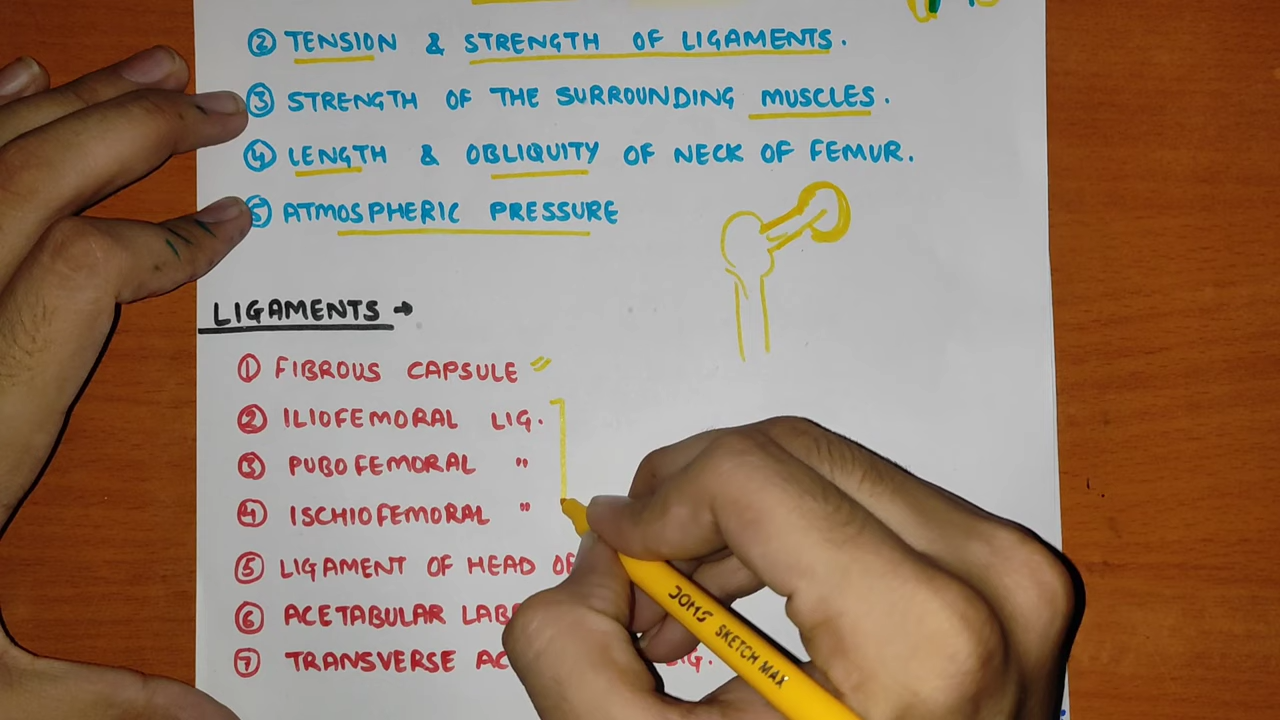 ② TENSION & STRENGTH OF LIGAMENTS.
③ STRENGTH OF THE SURROUNDING MUSCLES.
④ LENGTH & OBLIQUITY OF NECK OF FEMUR.
⑤ ATMOSPHERIC PRESSURE
LIGAMENTS →
① FIBROUS CAPSULE
② ILIOFEMORAL LIG.
③ PUBOFEMORAL "
④ ISCHIOFEMORAL "
⑤ LIGAMENT OF HEAD OF
⑥ ACETABULAR
⑦ TRANSVERSE
JOMS SKETCH MAX